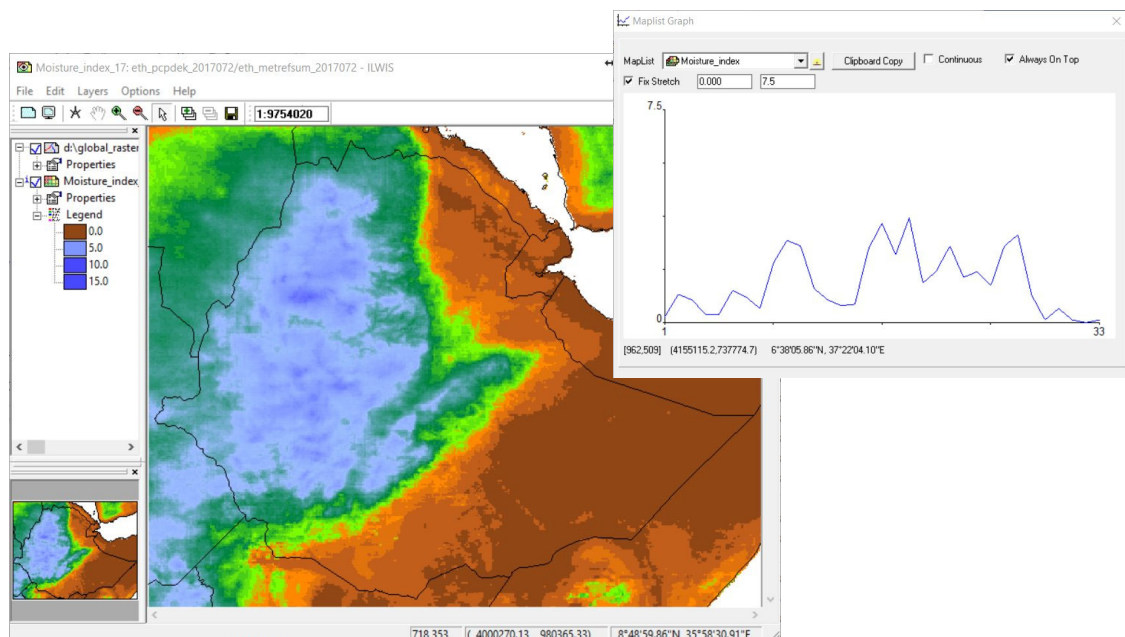 Maplist Graph
MapList Moisture_index Clipboard Copy Continuous Always On Top
Fix Stretch 0.000 7.5
7.5
0
1 33
[962,509] (4155115.2,737774.7) 6°38'05.86"N, 37°22'04.10"E
Moisture_index_17: eth_pcpdek_2017072/eth_metrefsum_2017072 - ILWIS
File Edit Layers Options Help
1:9754020
d:\global_raster
Properties
Moisture_index_
Properties
Legend
0.0
5.0
10.0
15.0
718,353 ( 4000270.13, 980365.33) 8°48'59.86"N, 35°58'30.91"E